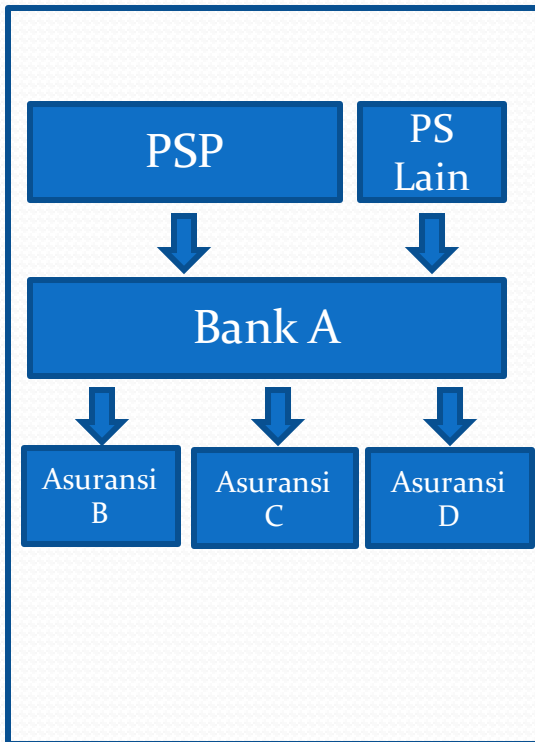 PSP
PS
Lain
Bank A
Asuransi
B
Asuransi
C
Asuransi
D